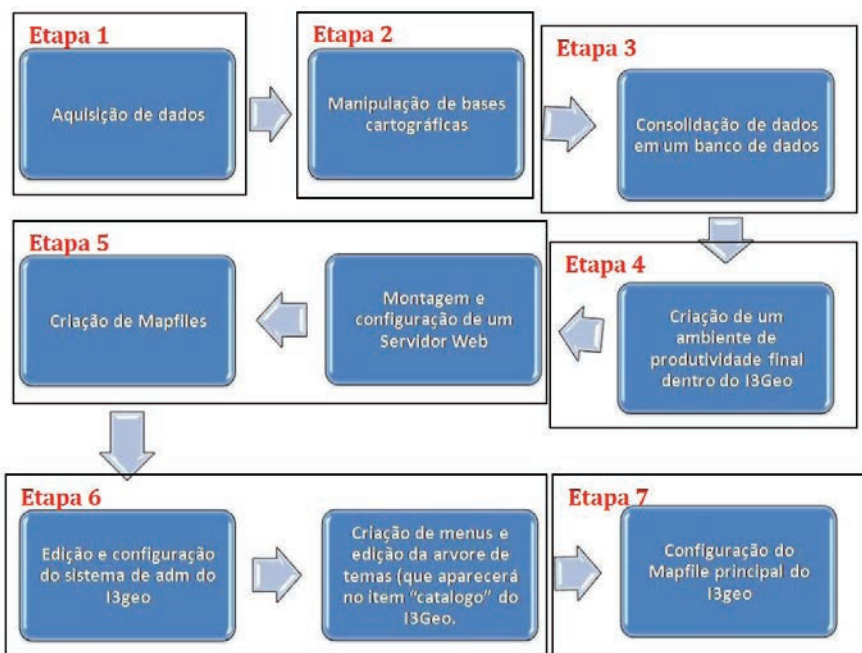 Etapa 1
Aquisição de dados
Etapa 2
Manipulação de bases
cartográficas
Etapa 3
Consolidação de dados
em um banco de dados
Etapa 4
Criação de um
ambiente de
produtividade final
dentro do I3Geo
Etapa 5
Montagem e
configuração de um
Servidor Web
Criação de Mapfiles
Etapa 6
Edição e configuração
do sistema de adm do
I3geo
Criação de menus e
edição da arvore de
temas (que aparecerá
no item “catalogo” do
I3Geo.
Etapa 7
Configuração do
Mapfile principal do
I3geo